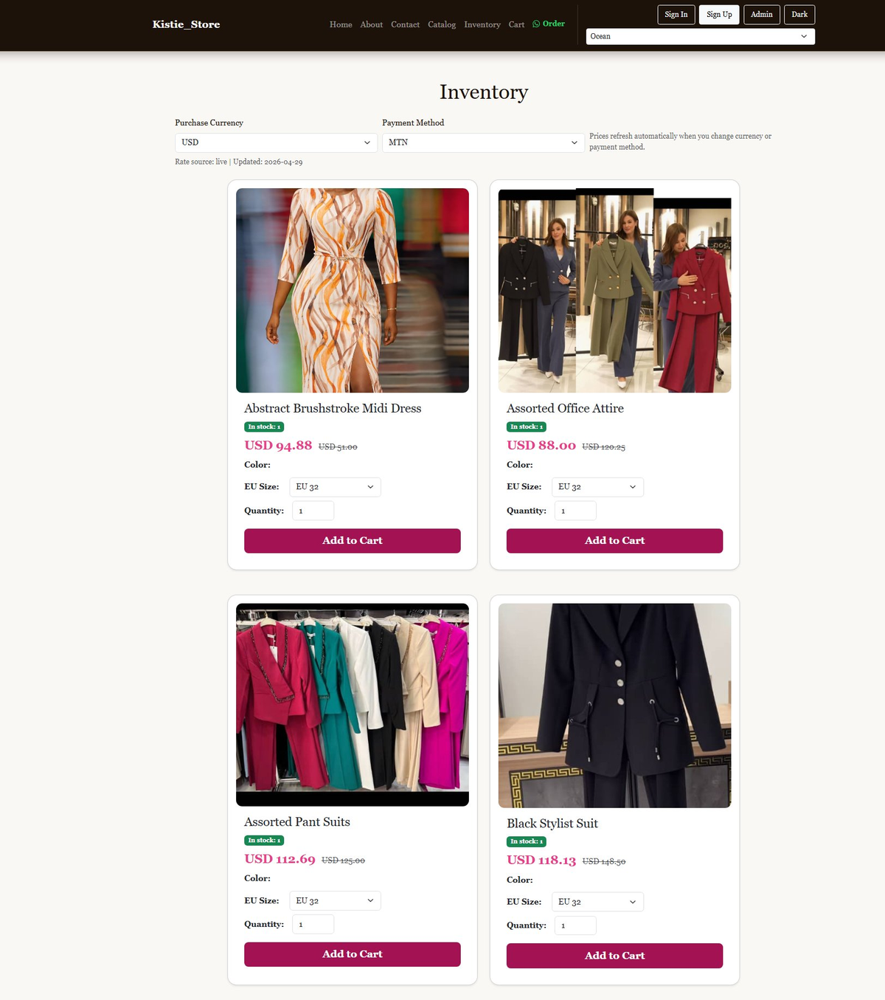 Kistie_Store
Home About Contact Catalog Inventory Cart Order
Sign In Sign Up Admin Dark
Ocean
Inventory
Purchase Currency
USD
Payment Method
MTN
Prices refresh automatically when you change currency or
payment method.
Rate source: live | Updated: 2026-04-29
Abstract Brushstroke Midi Dress
In stock: 1
USD 94.88 USD 51.00
Color:
EU Size: EU 32
Quantity: 1
Add to Cart
Assorted Office Attire
In stock: 1
USD 88.00 USD 120.25
Color:
EU Size: EU 32
Quantity: 1
Add to Cart
Assorted Pant Suits
In stock: 1
USD 112.69 USD 125.00
Color:
EU Size: EU 32
Quantity: 1
Add to Cart
Black Stylist Suit
In stock: 1
USD 118.13 USD 148.50
Color:
EU Size: EU 32
Quantity: 1
Add to Cart